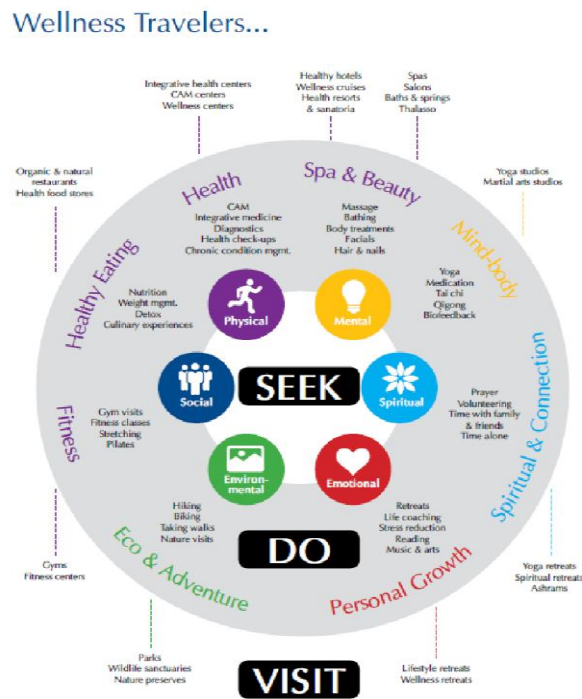 Wellness Travelers...
Integrative health centers
CAM centers
Wellness centers
Healthy hotels
Wellness cruises
Health resorts
& sanatoria
Spas
Salons
Baths & springs
Thalasso
Organic & natural
restaurants
Health food stores
Yoga studios
Martial arts studios
Health
Spa & Beauty
Mind-body
Healthy Eating
CAM
Integrative medicine
Diagnostics
Health check-ups
Chronic condition mgmt.
Massage
Bathing
Body treatments
Facials
Hair & nails
Nutrition
Weight mgmt.
Detox
Culinary experiences
Yoga
Medication
Tai chi
Qigong
Biofeedback
Physical
Mental
Social
SEEK
Spiritual
Fitness
Gym visits
Fitness classes
Stretching
Pilates
Prayer
Volunteering
Time with family
& friends
Time alone
Spiritual & Connection
Environ-
mental
Emotional
Hiking
Biking
Taking walks
Nature visits
DO
Retreats
Life coaching
Stress reduction
Reading
Music & arts
Eco & Adventure
Personal Growth
Gyms
Fitness centers
Yoga retreats
Spiritual retreats
Ashrams
Parks
Wildlife sanctuaries
Nature preserves
VISIT
Lifestyle retreats
Wellness retreats